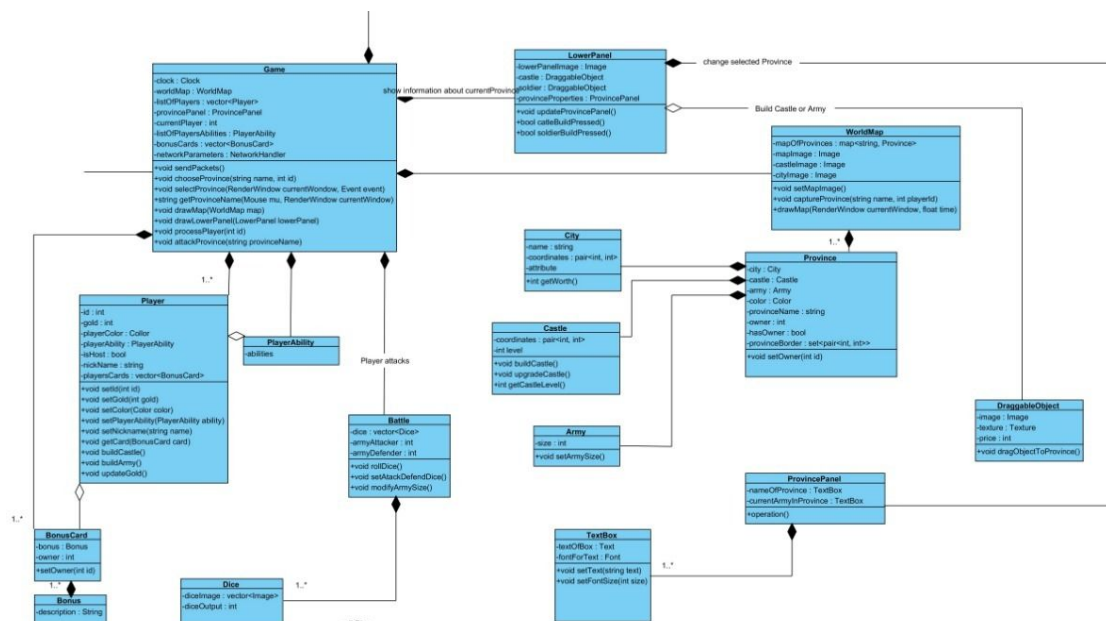 Game
-clock : Clock
-worldMap : WorldMap
-listOfPlayers : vector<Player>
-provincePanel : ProvincePanel
-currentPlayer : int
-listOfPlayersAbilities : PlayerAbility
-bonusCards : vector<BonusCard>
-networkParameters : NetworkHandler
+void sendPackets()
+void chooseProvince(string name, int id)
+void selectProvince(RenderWindow currentWondow, Event event)
+string getProvinceName(Mouse mu, RenderWindow currentWindow)
+void drawMap(WorldMap map)
+void drawLowerPanel(LowerPanel lowerPanel)
+void processPlayer(int id)
+void attackProvince(string provinceName)
show information about currentProvince
LowerPanel
-lowerPanelImage : Image
-castle : DraggableObject
-soldier : DraggableObject
-provinceProperties : ProvincePanel
+void updateProvincePanel()
+bool catleBuildPressed()
+bool soldierBuildPressed()
change selected Province
Build Castle or Army
WorldMap
-mapOfProvinces : map<string, Province>
-mapImage : Image
-castleImage : Image
-cityImage : Image
+void setMapImage()
+void captureProvince(string name, int playerId)
+drawMap(RenderWindow currentWindow, float time)
1..*
City
-name : string
-coordinates : pair<int, int>
-attribute
+int getWorth()
Province
-city : City
-castle : Castle
-army : Army
-color : Color
-provinceName : string
-owner : int
-hasOwner : bool
-provinceBorder : set<pair<int, int>>
+void setOwner(int id)
1..*
Player
-id : int
-gold : int
-playerColor : Collor
-playerAbility : PlayerAbility
-isHost : bool
-nickName : string
-playersCards : vector<BonusCard>
+void setId(int id)
+void setGold(int gold)
+void setColor(Color color)
+void setPlayerAbility(PlayerAbility ability)
+void setNickname(string name)
+void getCard(BonusCard card)
+void buildCastle()
+void buildArmy()
+void updateGold()
PlayerAbility
-abilities
Player attacks
Castle
-coordinates : pair<int, int>
-int level
+void buildCastle()
+void upgradeCastle()
+int getCastleLevel()
Battle
-dice : vector<Dice>
-armyAttacker : int
-armyDefender : int
+void rollDice()
+void setAtackDefendDice()
+void modifyArmySize()
Army
-size : int
+void setArmySize()
DraggableObject
-image : Image
-texture : Texture
-price : int
+void dragObjectToProvince()
ProvincePanel
-nameOfProvince : TextBox
-currentArmyInProvince : TextBox
+operation()
1..*
BonusCard
-bonus : Bonus
-owner : int
+setOwner(int id)
1..*
Bonus
-description : String
Dice
-diceImage : vector<Image>
-diceOutput : int
1..*
TextBox
-textOfBox : Text
-fontForText : Font
+void setText(string text)
+void setFontSize(int size)
1..*